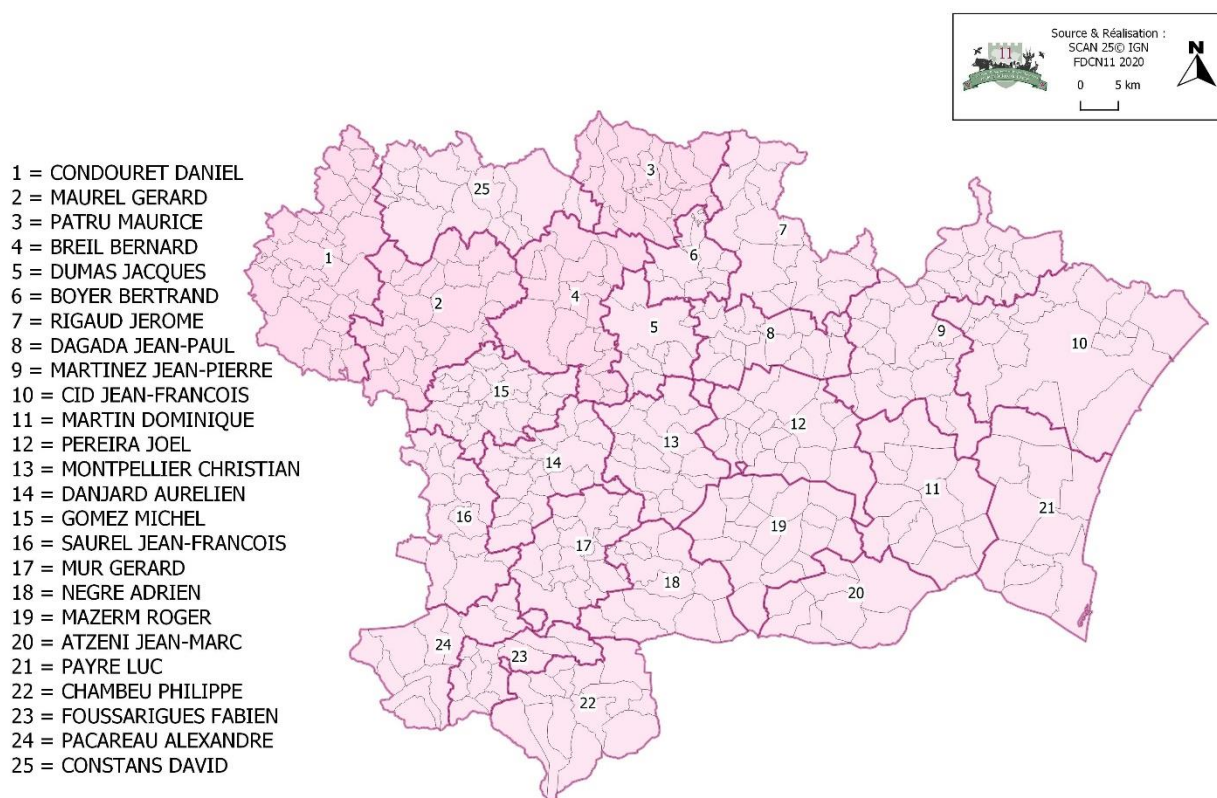 Source & Réalisation :
SCAN 25© IGN
FDCN11 2020
0 5 km
N
11
1 = CONDOURET DANIEL
2 = MAUREL GERARD
3 = PATRU MAURICE
4 = BREIL BERNARD
5 = DUMAS JACQUES
6 = BOYER BERTRAND
7 = RIGAUD JEROME
8 = DAGADA JEAN-PAUL
9 = MARTINEZ JEAN-PIERRE
10 = CID JEAN-FRANCOIS
11 = MARTIN DOMINIQUE
12 = PEREIRA JOEL
13 = MONTPELLIER CHRISTIAN
14 = DANJARD AURELIEN
15 = GOMEZ MICHEL
16 = SAUREL JEAN-FRANCOIS
17 = MUR GERARD
18 = NEGRE ADRIEN
19 = MAZERM ROGER
20 = ATZENI JEAN-MARC
21 = PAYRE LUC
22 = CHAMBEU PHILIPPE
23 = FOUSSARIGUES FABIEN
24 = PACAREAU ALEXANDRE
25 = CONSTANS DAVID
3
25
7
6
1
2
4
5
8
9
10
15
12
13
14
11
21
16
17
19
18
20
24
23
22